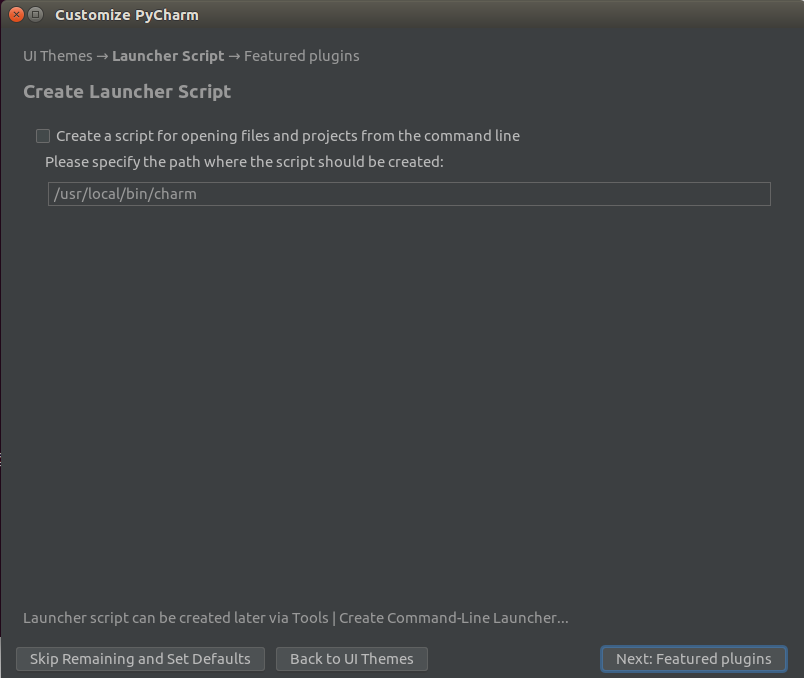 Customize PyCharm
UI Themes → Launcher Script → Featured plugins
Create Launcher Script
Create a script for opening files and projects from the command line
Please specify the path where the script should be created:
/usr/local/bin/charm
Launcher script can be created later via Tools | Create Command-Line Launcher...
Skip Remaining and Set Defaults Back to UI Themes Next: Featured plugins